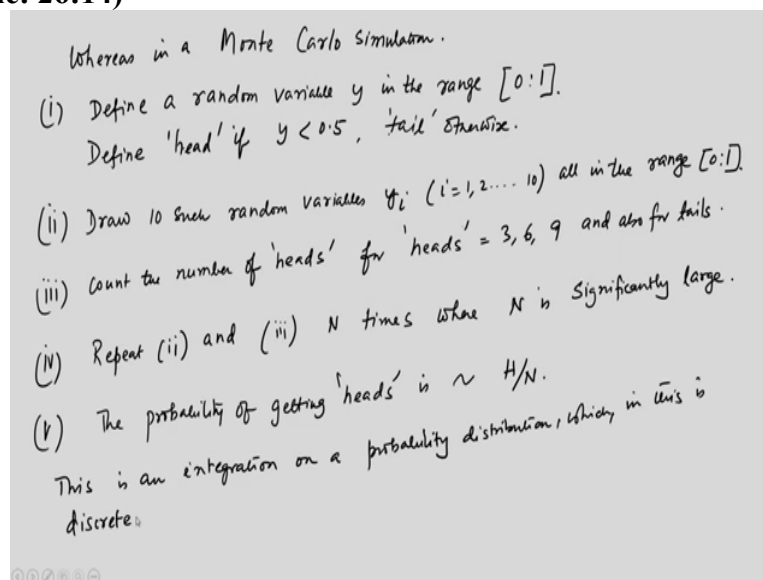 Whereas in a Monte Carlo Simulation.
(i) Define a random variable y in the range [0:1].
Define 'head' if y < 0.5, 'tail' otherwise.
(ii) Draw 10 such random variables yi (i = 1, 2.... 10) all in the range [0:1].
(iii) Count the number of 'heads' for 'heads' = 3, 6, 9 and also for tails.
(iv) Repeat (ii) and (iii) N times where N is significantly large.
(v) The probability of getting 'heads' is ~ H/N.
This is an integration on a probability distribution, which, in this is
discrete.